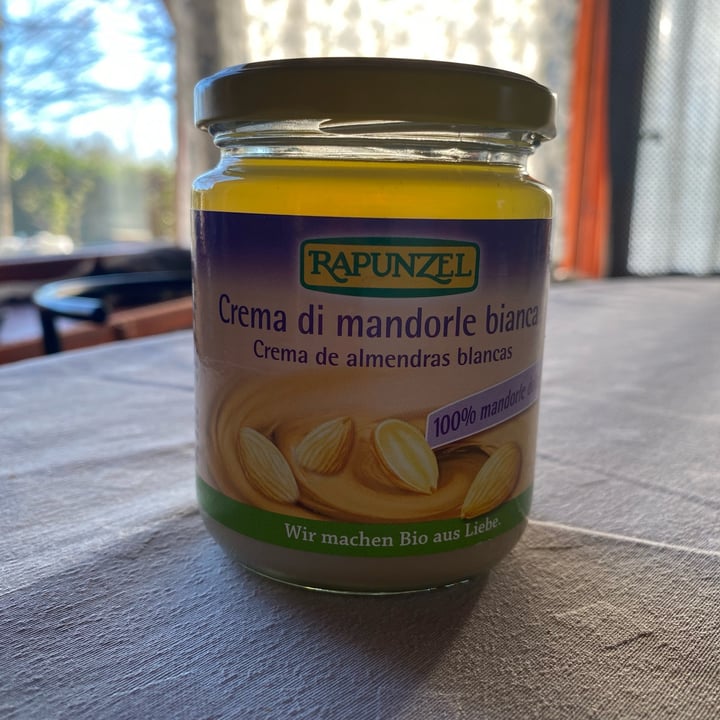 RAPUNZEL
Crema di mandorle bianca
Crema de almendras blancas
100% mandorle
Wir machen Bio aus Liebe.